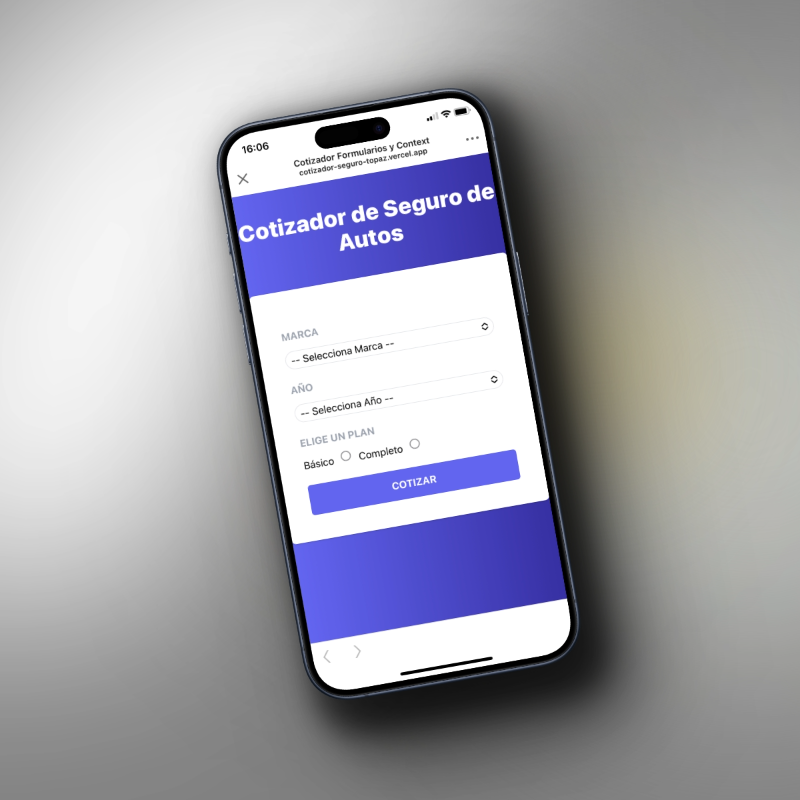 16:06
Cotizador Formularios y Context
cotizador-seguro-topaz.vercel.app
Cotizador de Seguro de
Autos
MARCA
-- Selecciona Marca --
AÑO
-- Selecciona Año --
ELIGE UN PLAN
Básico Completo
COTIZAR